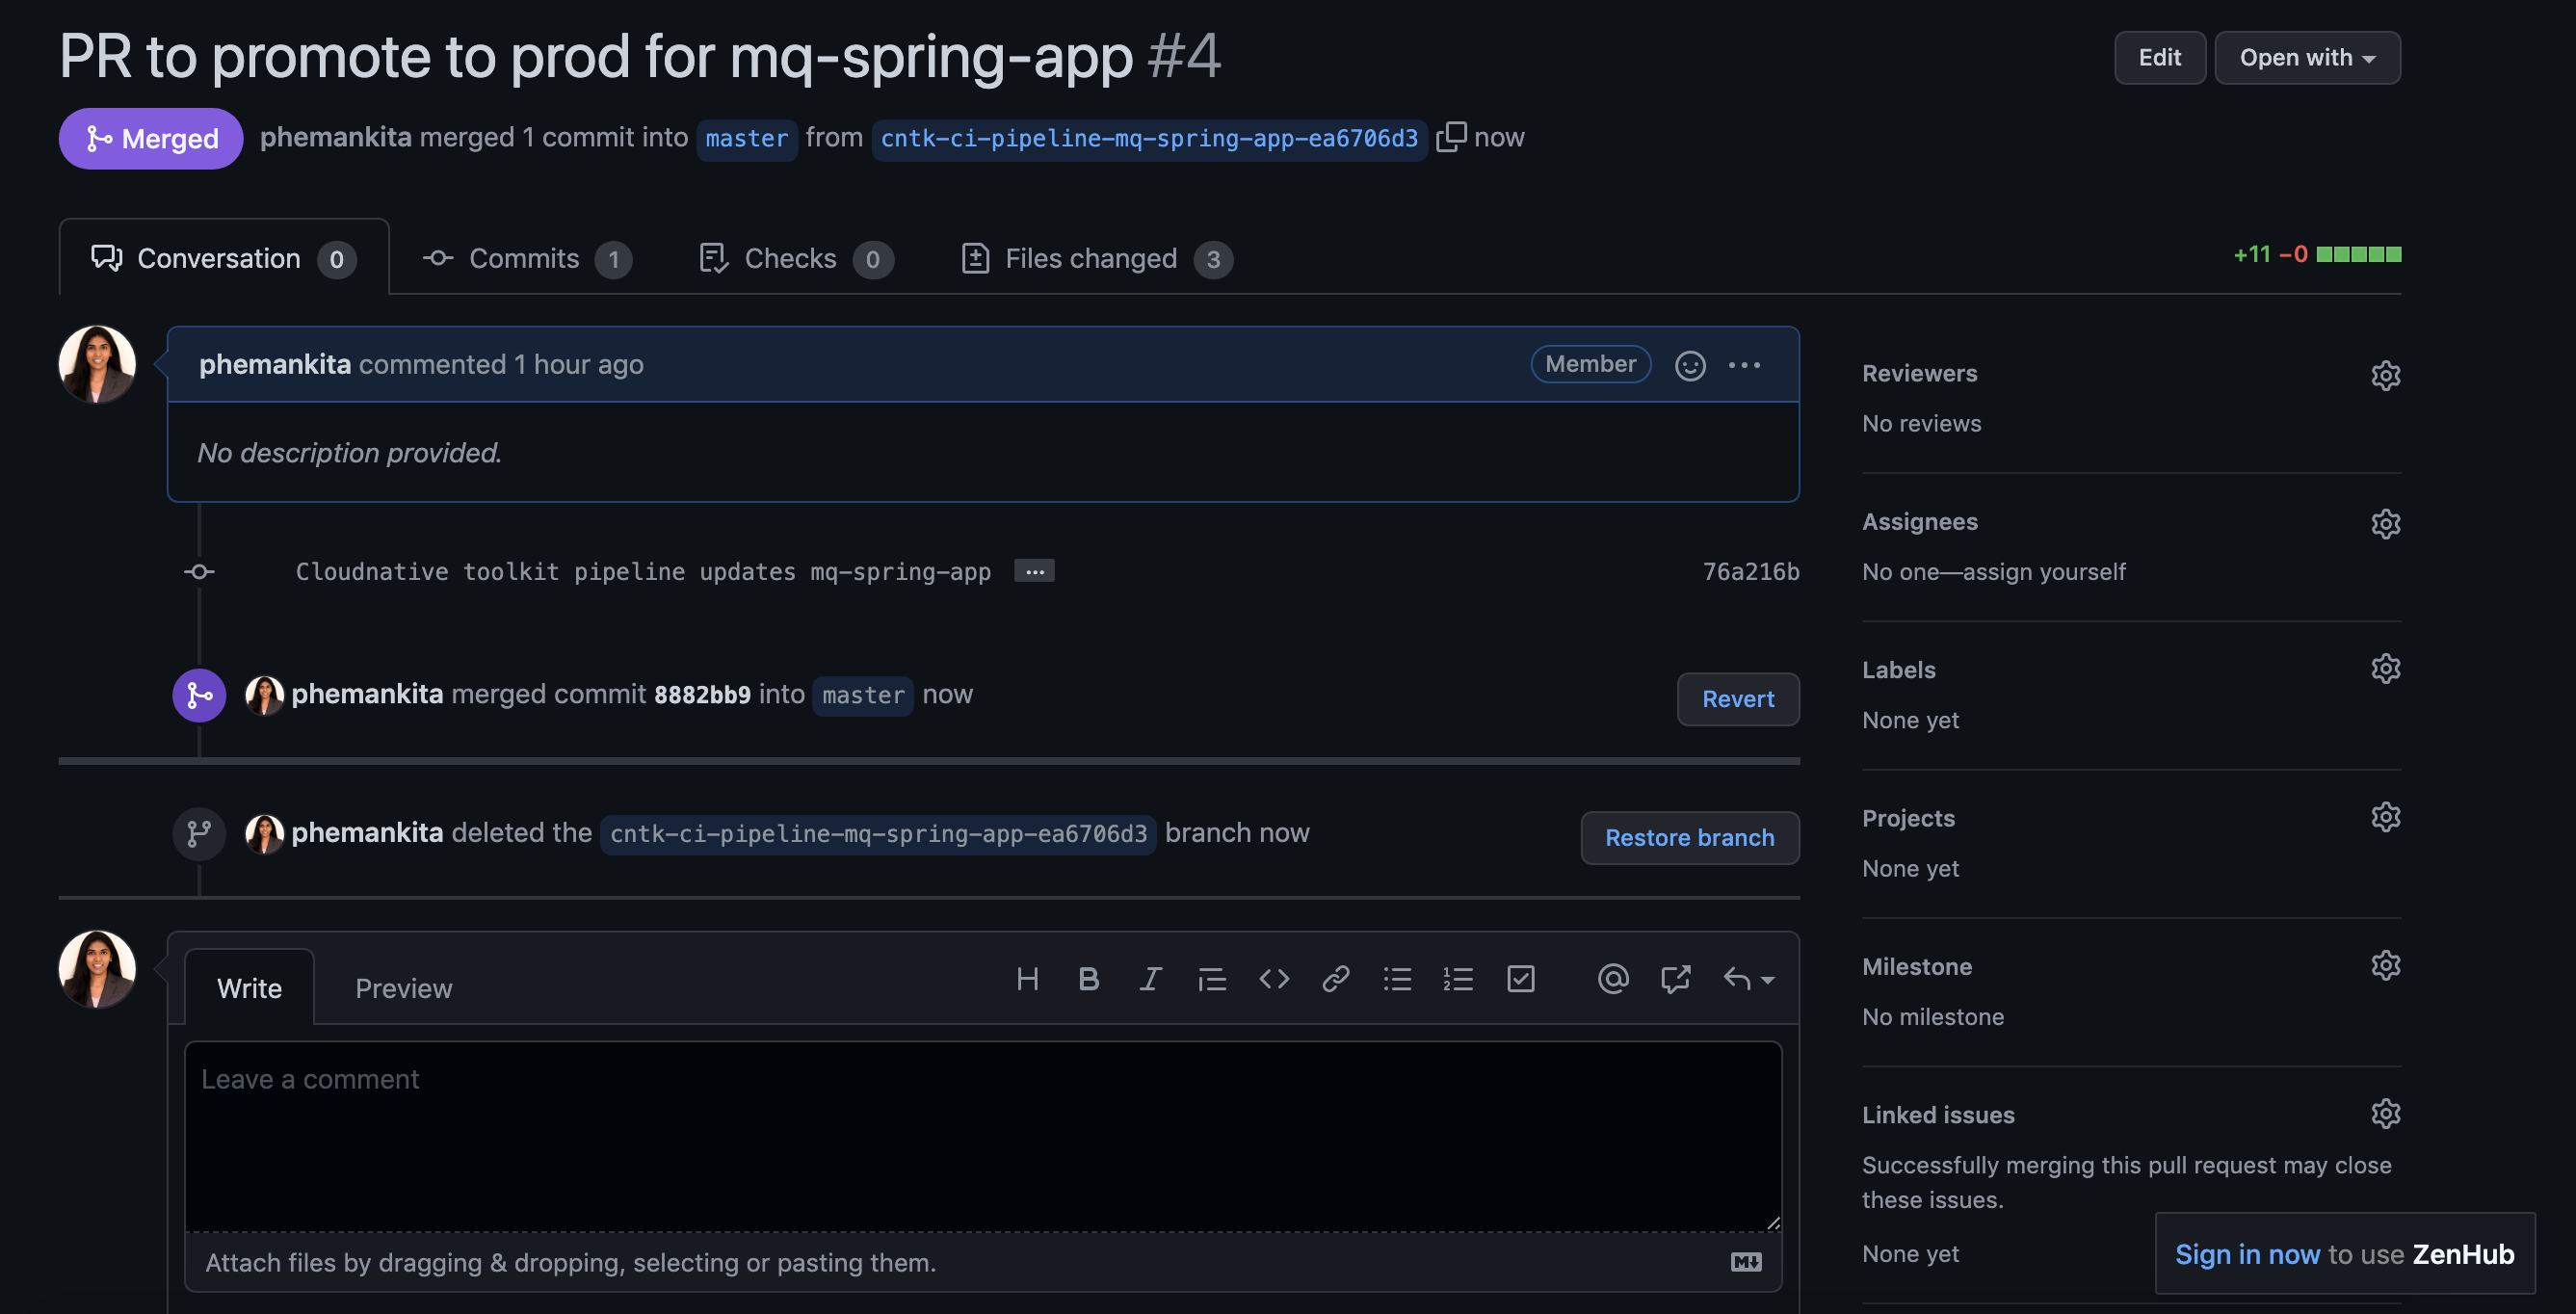 PR to promote to prod for mq-spring-app #4
Edit
Open with
Merged
phemankita merged 1 commit into master from cntk-ci-pipeline-mq-spring-app-ea6706d3 now
Conversation 0
Commits 1
Checks 0
Files changed 3
+11 −0
phemankita commented 1 hour ago
Member
No description provided.
Cloudnative toolkit pipeline updates mq-spring-app ...
76a216b
phemankita merged commit 8882bb9 into master now
Revert
phemankita deleted the cntk-ci-pipeline-mq-spring-app-ea6706d3 branch now
Restore branch
Write
Preview
Leave a comment
Attach files by dragging & dropping, selecting or pasting them.
Reviewers
No reviews
Assignees
No one—assign yourself
Labels
None yet
Projects
None yet
Milestone
No milestone
Linked issues
Successfully merging this pull request may close
these issues.
None yet
Sign in now to use ZenHub